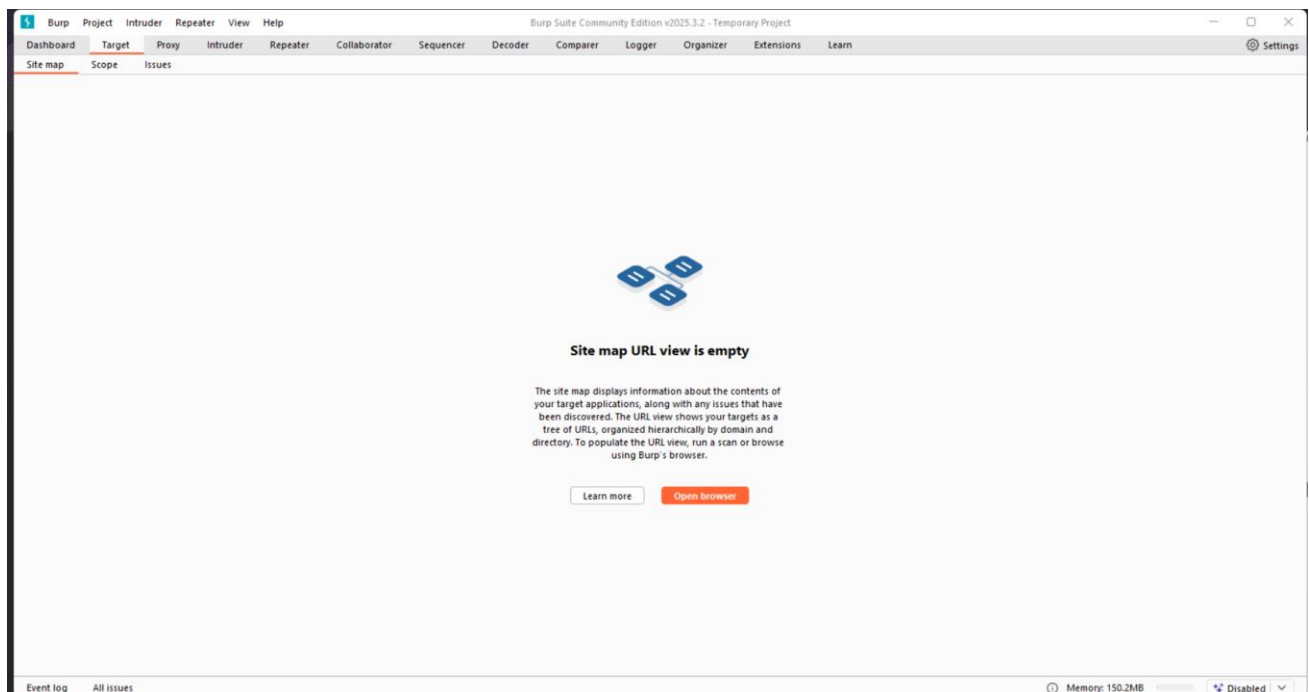 Burp Project Intruder Repeater View Help Burp Suite Community Edition v2025.3.2 - Temporary Project
Dashboard Target Proxy Intruder Repeater Collaborator Sequencer Decoder Comparer Logger Organizer Extensions Learn Settings
Site map Scope Issues
Site map URL view is empty
The site map displays information about the contents of
your target applications, along with any issues that have
been discovered. The URL view shows your targets as a
tree of URLs, organized hierarchically by domain and
directory. To populate the URL view, run a scan or browse
using Burp's browser.
Learn more Open browser
Event log All issues Memory: 150.2MB Disabled